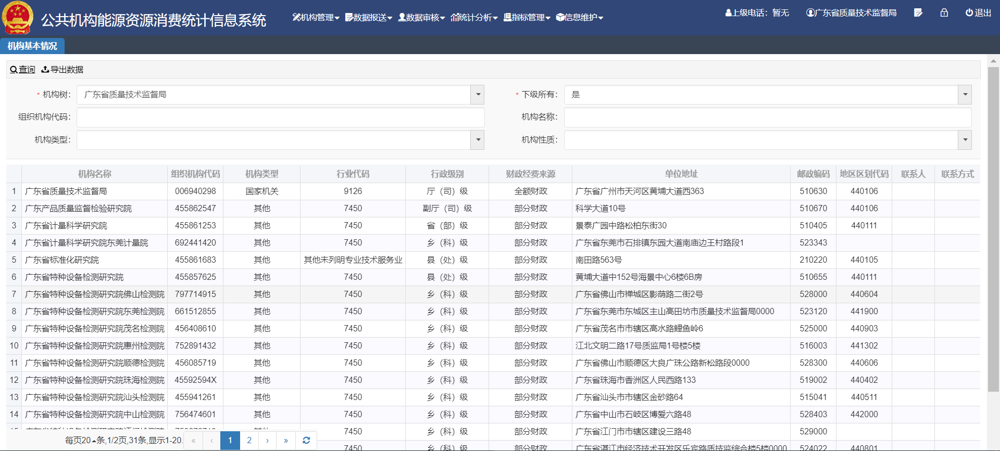 公共机构能源资源消费统计信息系统 机构管理 数据报送 数据审核 统计分析 指标管理 信息维护 上级电话：暂无 广东省质量技术监督局 退出
机构基本情况
查询 导出数据
* 机构树： 广东省质量技术监督局 * 下级所有： 是
组织机构代码： 机构名称：
机构类型： 机构性质：
机构名称 组织机构代码 机构类型 行业代码 行政级别 财政经费来源 单位地址 邮政编码 地区区划代码 联系人 联系方式
1 广东省质量技术监督局 006940298 国家机关 9126 厅（司）级 全额财政 广东省广州市天河区黄埔大道西363 510630 440106
2 广东产品质量监督检验研究院 455862547 其他 7450 副厅（司）级 部分财政 科学大道10号 510670 440106
3 广东省计量科学研究院 455861253 其他 7450 省（部）级 部分财政 景泰广园中路松柏东街30 510405 440111
4 广东省计量科学研究院东莞计量院 692441420 其他 7450 乡（科）级 部分财政 广东省东莞市石排镇东园大道南庙边王村路段1 523343
5 广东省标准化研究院 455861683 其他 其他未列明专业技术服务业 县（处）级 部分财政 南田路563号 210220 440105
6 广东省特种设备检测研究院 455857625 其他 7450 县（处）级 部分财政 黄埔大道中152号海景中心6楼6B房 510655 440111
7 广东省特种设备检测研究院佛山检测院 797714915 其他 7450 乡（科）级 部分财政 广东省佛山市禅城区影荫路二街2号 528000 440604
8 广东省特种设备检测研究院东莞检测院 661512855 其他 7450 乡（科）级 部分财政 广东省东莞市东城区主山高田坊市质量技术监督局0000 523120 441900
9 广东省特种设备检测研究院茂名检测院 456408610 其他 7450 乡（科）级 部分财政 广东省茂名市市辖区高水路鲤鱼岭6 525000 440903
10 广东省特种设备检测研究院惠州检测院 752891432 其他 7450 乡（科）级 部分财政 江北文明二路17号质监局1号楼5楼 516003 441302
11 广东省特种设备检测研究院顺德检测院 456085719 其他 7450 乡（科）级 部分财政 广东省佛山市顺德区大良广珠公路新松路段0000 528300 440606
12 广东省特种设备检测研究院珠海检测院 45592594X 其他 7450 乡（科）级 部分财政 广东省珠海市香洲区人民西路133 519002 440402
13 广东省特种设备检测研究院汕头检测院 455941261 其他 7450 乡（科）级 部分财政 广东省汕头市市辖区金砂路64 515041 440511
14 广东省特种设备检测研究院中山检测院 756474601 其他 7450 乡（科）级 部分财政 广东省中山市石岐区博爱六路48 528403 442000
7450 乡（科）级 部分财政 广东省江门市市辖区建设三路48 529000
每页20条,1/2页,31条,显示1-20. « ‹ 1 2 › »
7450 乡（科）级 部分财政 广东省湛江市经济技术开发区乐宾路质技监综合楼5楼0000 524022 440801